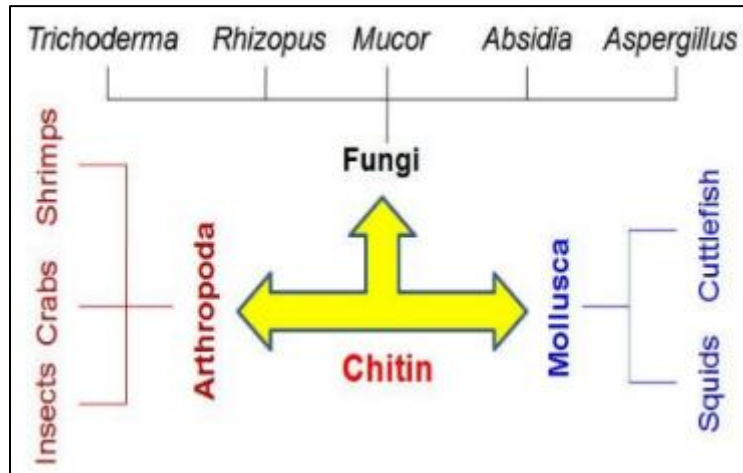 Trichoderma Rhizopus Mucor Absidia Aspergillus
Fungi
Shrimps
Crabs
Insects
Arthropoda
Chitin
Mollusca
Cuttlefish
Squids